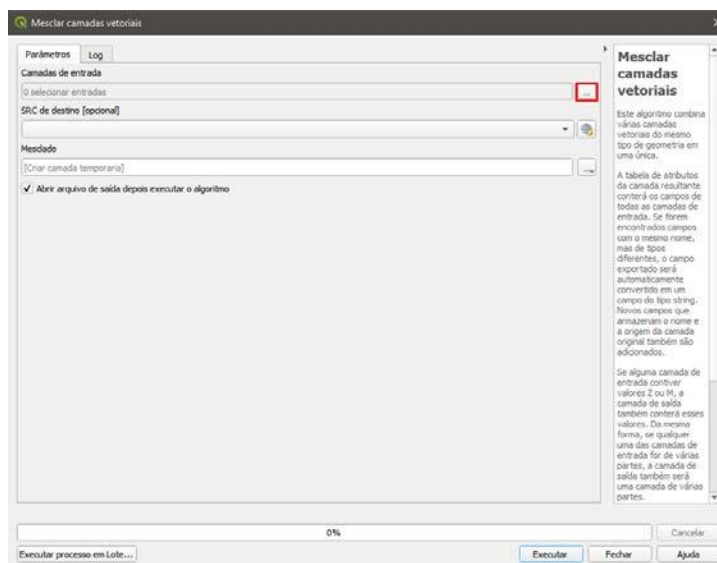 Mesclar camadas vetoriais
Parâmetros Log
Camadas de entrada
0 selecionar entradas
...
SRC de destino [opcional]
Mesclado
[Criar camada temporaria]
...
Abrir arquivo de saída depois executar o algoritmo
Mesclar
camadas
vetoriais
Este algoritmo combina
várias camadas
vetoriais do mesmo
tipo de geometria em
uma única.
A tabela de atributos
da camada resultante
conterá os campos de
todas as camadas de
entrada. Se forem
encontrados campos
com o mesmo nome,
mas de tipos
diferentes, o campo
exportado será
automaticamente
convertido em um
campo do tipo string.
Novos campos que
armazenam o nome e
a origem da camada
original também são
adicionados.
Se alguma camada de
entrada contiver
valores Z ou M, a
camada de saída
também conterá esses
valores. Da mesma
forma, se qualquer
uma das camadas de
entrada for de várias
partes, a camada de
saída também será
uma camada de várias
partes.
0%
Cancelar
Executar processo em Lote...
Executar Fechar Ajuda